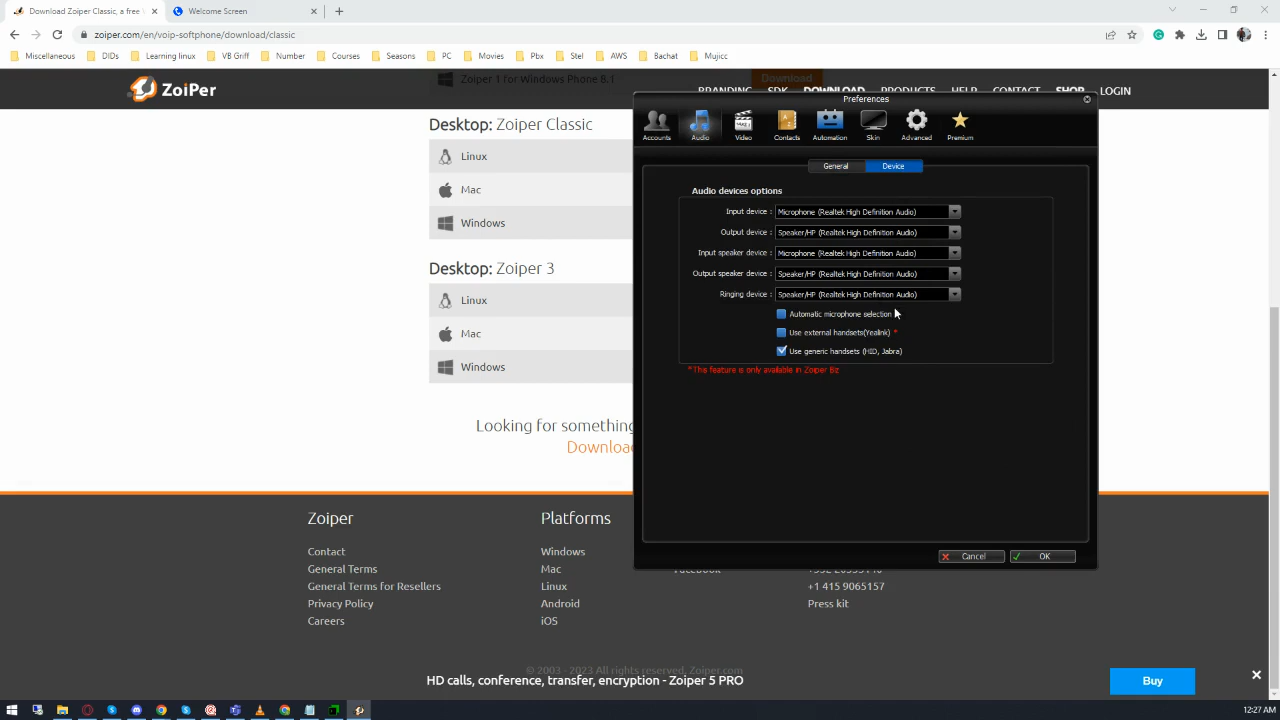 Download Zoiper Classic, a free
Welcome Screen
zoiper.com/en/voip-softphone/download/classic
Miscellaneous
DIDs
Learning linux
VB Griff
Number
Courses
Seasons
PC
Movies
Pbx
Stel
AWS
Bachat
Mujicc
Zoiper 1 for Windows Phone 8.1
Download
ZoiPer
BRANDING SDK DOWNLOAD PRODUCTS HELP CONTACT SHOP LOGIN
Desktop: Zoiper Classic
Linux
Mac
Windows
Desktop: Zoiper 3
Linux
Mac
Windows
Looking for something
Download
Preferences
Accounts
Audio
Video
Contacts
Automation
Skin
Advanced
Premium
General
Device
Audio devices options
Input device : Microphone (Realtek High Definition Audio)
Output device : Speaker/HP (Realtek High Definition Audio)
Input speaker device : Microphone (Realtek High Definition Audio)
Output speaker device : Speaker/HP (Realtek High Definition Audio)
Ringing device : Speaker/HP (Realtek High Definition Audio)
Automatic microphone selection
Use external handsets(Yealink) *
Use generic handsets (HID, Jabra)
*This feature is only available in Zoiper Biz
Cancel
OK
Zoiper
Contact
General Terms
General Terms for Resellers
Privacy Policy
Careers
Platforms
Windows
Mac
Linux
Android
iOS
Facebook
+1 415 9065157
Press kit
© 2003 - 2023 All rights reserved, Zoiper.com
HD calls, conference, transfer, encryption - Zoiper 5 PRO
Buy
12:27 AM